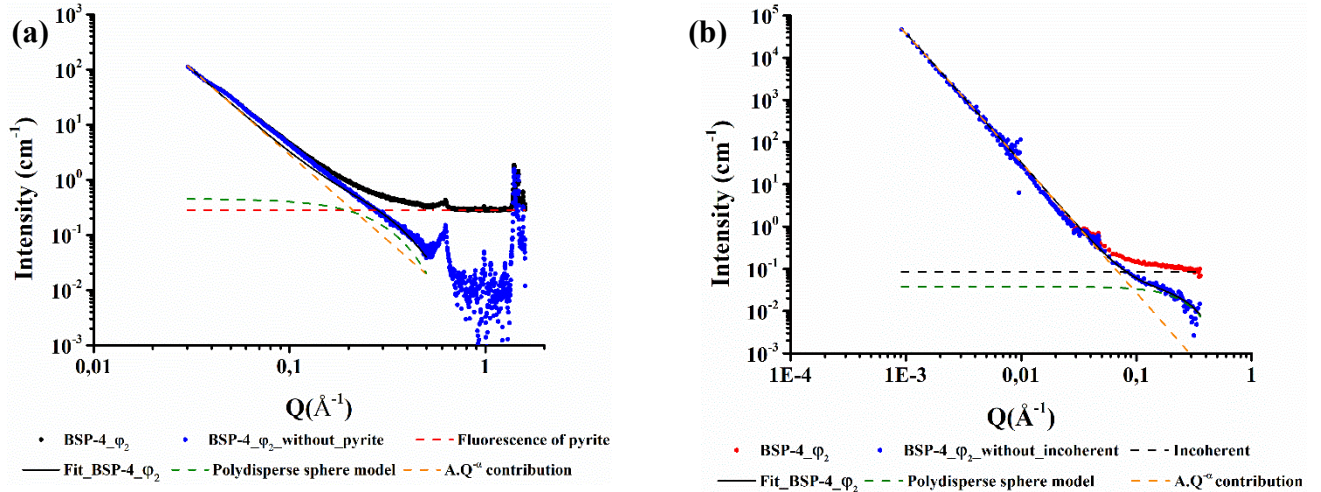 (a)
10³
10²
10¹
10⁰
10⁻¹
10⁻²
10⁻³
Intensity (cm⁻¹)
0,01
0,1
1
Q(Å⁻¹)
BSP-4_φ₂
BSP-4_φ₂_without_pyrite
Fluorescence of pyrite
Fit_BSP-4_φ₂
Polydisperse sphere model
A.Q⁻ᵅ contribution
(b)
10⁵
10⁴
10³
10²
10¹
10⁰
10⁻¹
10⁻²
10⁻³
Intensity (cm⁻¹)
1E-4
1E-3
0,01
0,1
1
Q(Å⁻¹)
BSP-4_φ₂
BSP-4_φ₂_without_incoherent
Incoherent
Fit_BSP-4_φ₂
Polydisperse sphere model
A.Q⁻ᵅ contribution